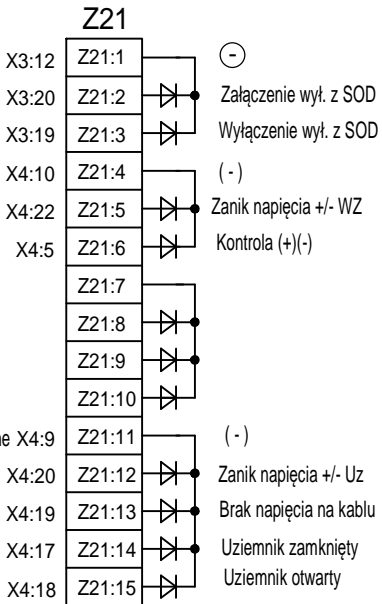 Z21
X3:12 Z21:1 -
X3:20 Z21:2 Załączenie wył. z SOD
X3:19 Z21:3 Wyłączenie wył. z SOD
X4:10 Z21:4 ( - )
X4:22 Z21:5 Zanik napięcia +/- WZ
X4:5 Z21:6 Kontrola (+)(-)
Z21:7
Z21:8
Z21:9
Z21:10
X4:9 Z21:11 ( - )
X4:20 Z21:12 Zanik napięcia +/- Uz
X4:19 Z21:13 Brak napięcia na kablu
X4:17 Z21:14 Uziemnik zamknięty
X4:18 Z21:15 Uziemnik otwarty